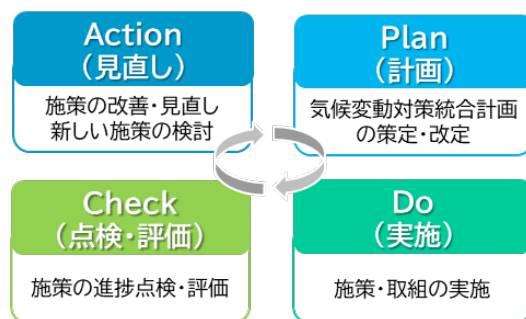 Action
（見直し）
施策の改善・見直し
新しい施策の検討
Plan
（計画）
気候変動対策統合計画
の策定・改定
Check
（点検・評価）
施策の進捗点検・評価
Do
（実施）
施策・取組の実施